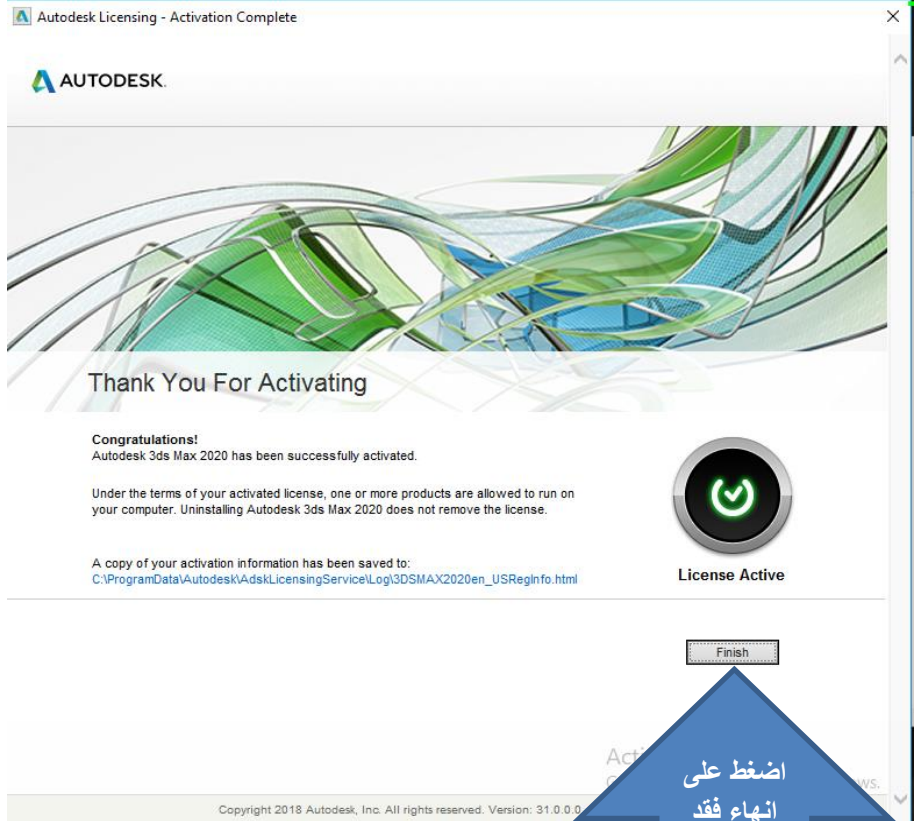 Autodesk Licensing - Activation Complete
AUTODESK.
Thank You For Activating
Congratulations!
Autodesk 3ds Max 2020 has been successfully activated.
Under the terms of your activated license, one or more products are allowed to run on
your computer. Uninstalling Autodesk 3ds Max 2020 does not remove the license.
A copy of your activation information has been saved to:
C:\ProgramData\Autodesk\AdskLicensingService\Log\3DSMAX2020en_USRegInfo.html
License Active
Finish
اضغط على
انهاء فقد
Copyright 2018 Autodesk, Inc. All rights reserved. Version: 31.0.0.0